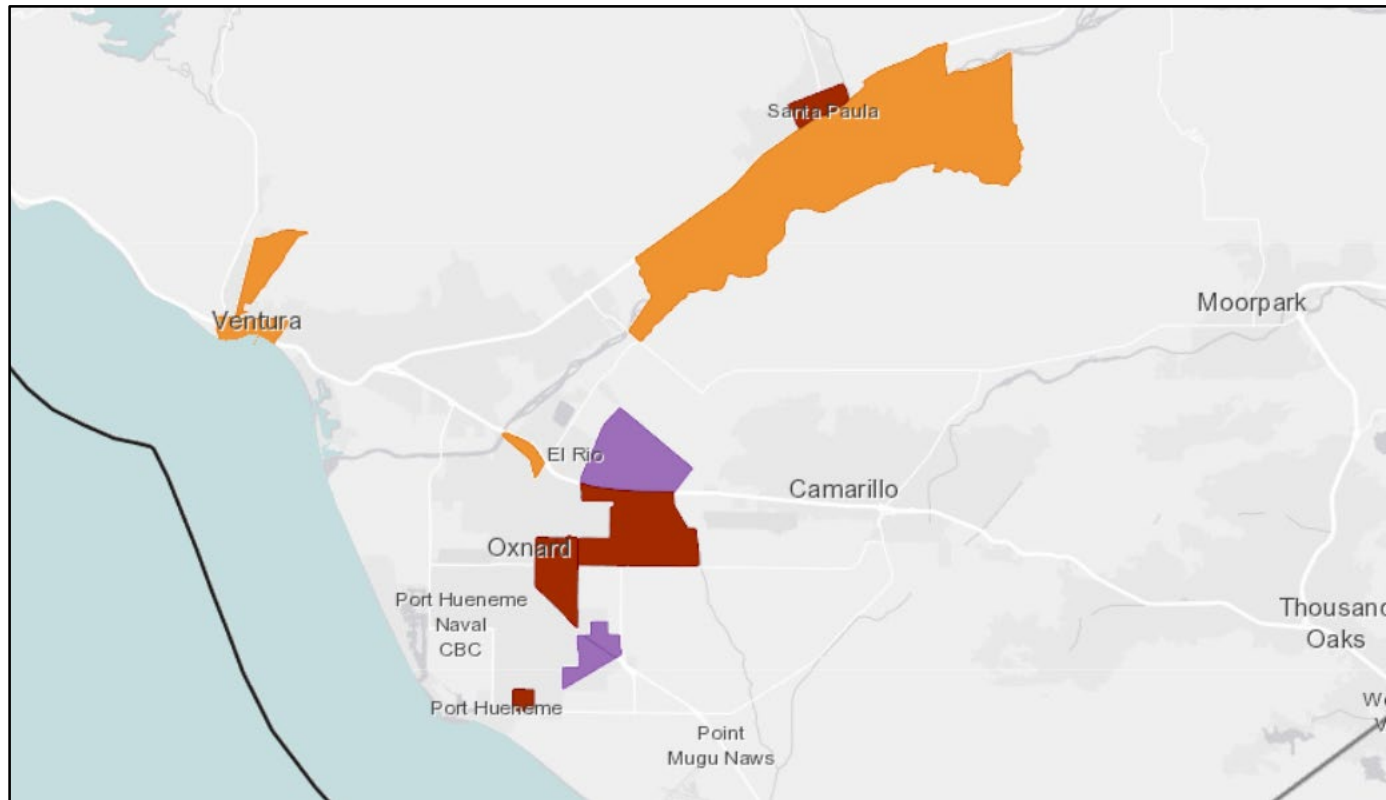 Santa Paula
Ventura
Moorpark
El Rio
Camarillo
Oxnard
Port Hueneme
Naval
CBC
Thousand
Oaks
Port Hueneme
Point
Mugu Naws
We
V